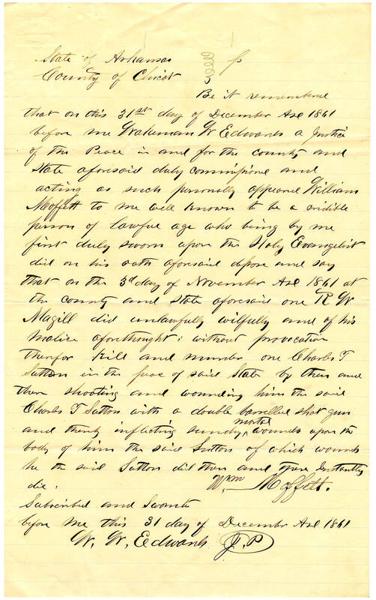 State of Arkansas
County of Chicot
Be it remembered
that on this 31st day of December AD 1861
before me Wakeman W Edwards a Justice
of the Peace in and for the county and
State aforesaid duly commissioned and
acting as such personally appeared William
Moffett to me well known to be a credible
person of lawful age who being by me
first duly sworn upon the Holy Evangelist
did on his oath aforesaid depose and say
that on the 3d day of November AD 1861 at
the county and State aforesaid one R W
Magill did unlawfully wilfully and of his
malice aforethought & without provocation
therefor Kill and murder one Charles T
Sutton in the peace of said State by then and
there shooting and wounding him the said
Charles T Sutton with a double barrelled shot gun
and thereby inflicting sundry mortal wounds upon the
body of him the said Sutton of which wounds
he the said Sutton did then and there Instantly
die.
Wm Moffett.
Subscribed and Sworn to
before me this 31 day of December AD 1861
W. W. Edwards J.P